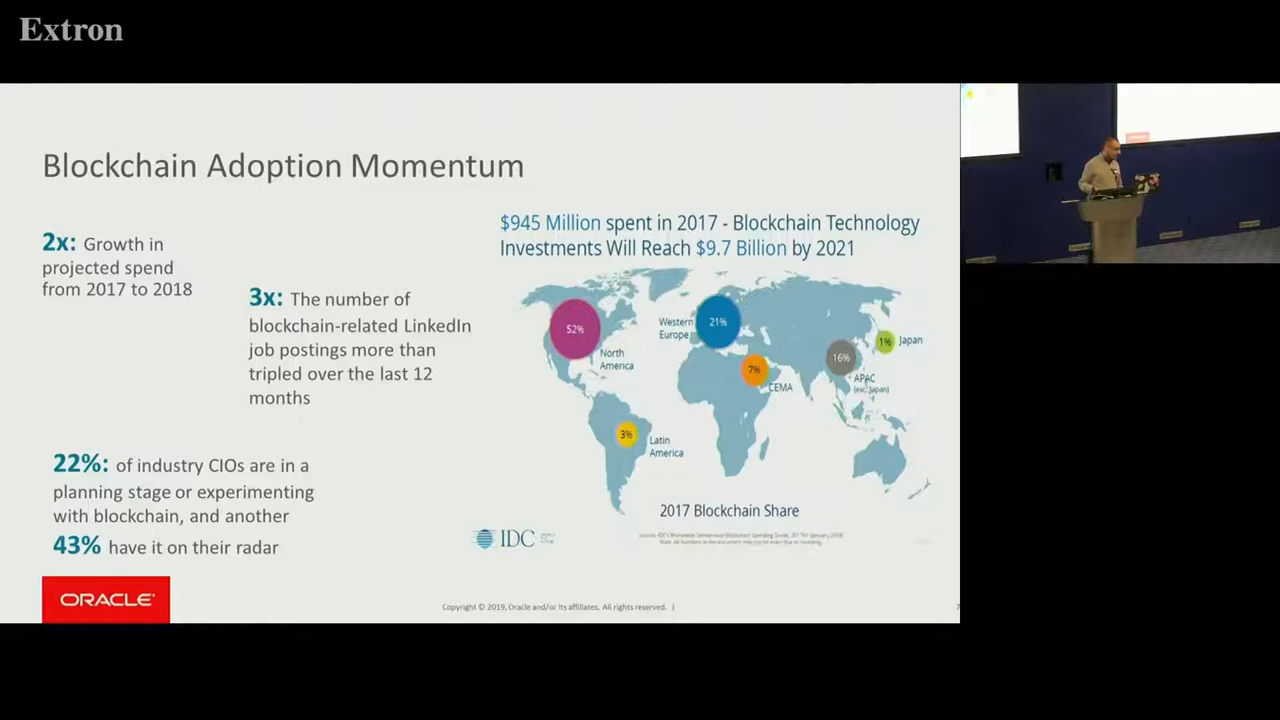 Extron
Blockchain Adoption Momentum
2x: Growth in
projected spend
from 2017 to 2018
3x: The number of
blockchain-related LinkedIn
job postings more than
tripled over the last 12
months
22%: of industry CIOs are in a
planning stage or experimenting
with blockchain, and another
43% have it on their radar
$945 Million spent in 2017 - Blockchain Technology
Investments Will Reach $9.7 Billion by 2021
52%
North
America
Western
Europe
21%
7%
CEMA
16%
APAC
(exc. Japan)
1%
Japan
3%
Latin
America
2017 Blockchain Share
IDC
ORACLE
Copyright © 2019, Oracle and/or its affiliates. All rights reserved. |
7